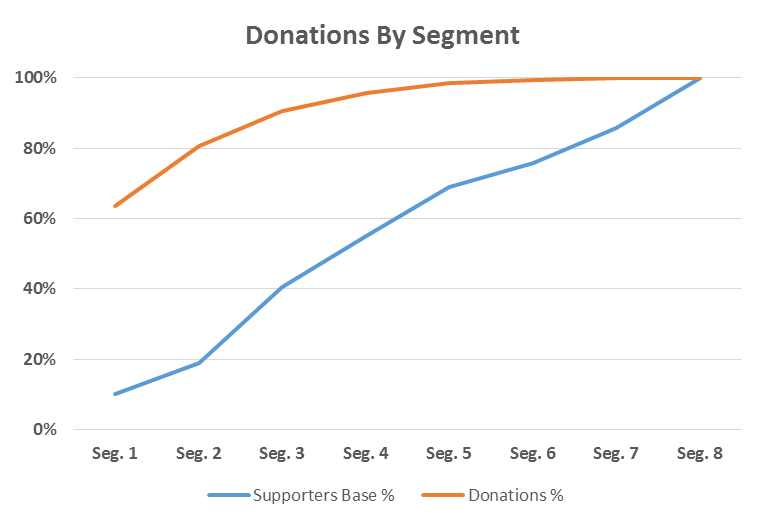 Donations By Segment
100%
80%
60%
40%
20%
0%
Seg. 1 Seg. 2 Seg. 3 Seg. 4 Seg. 5 Seg. 6 Seg. 7 Seg. 8
Supporters Base % Donations %